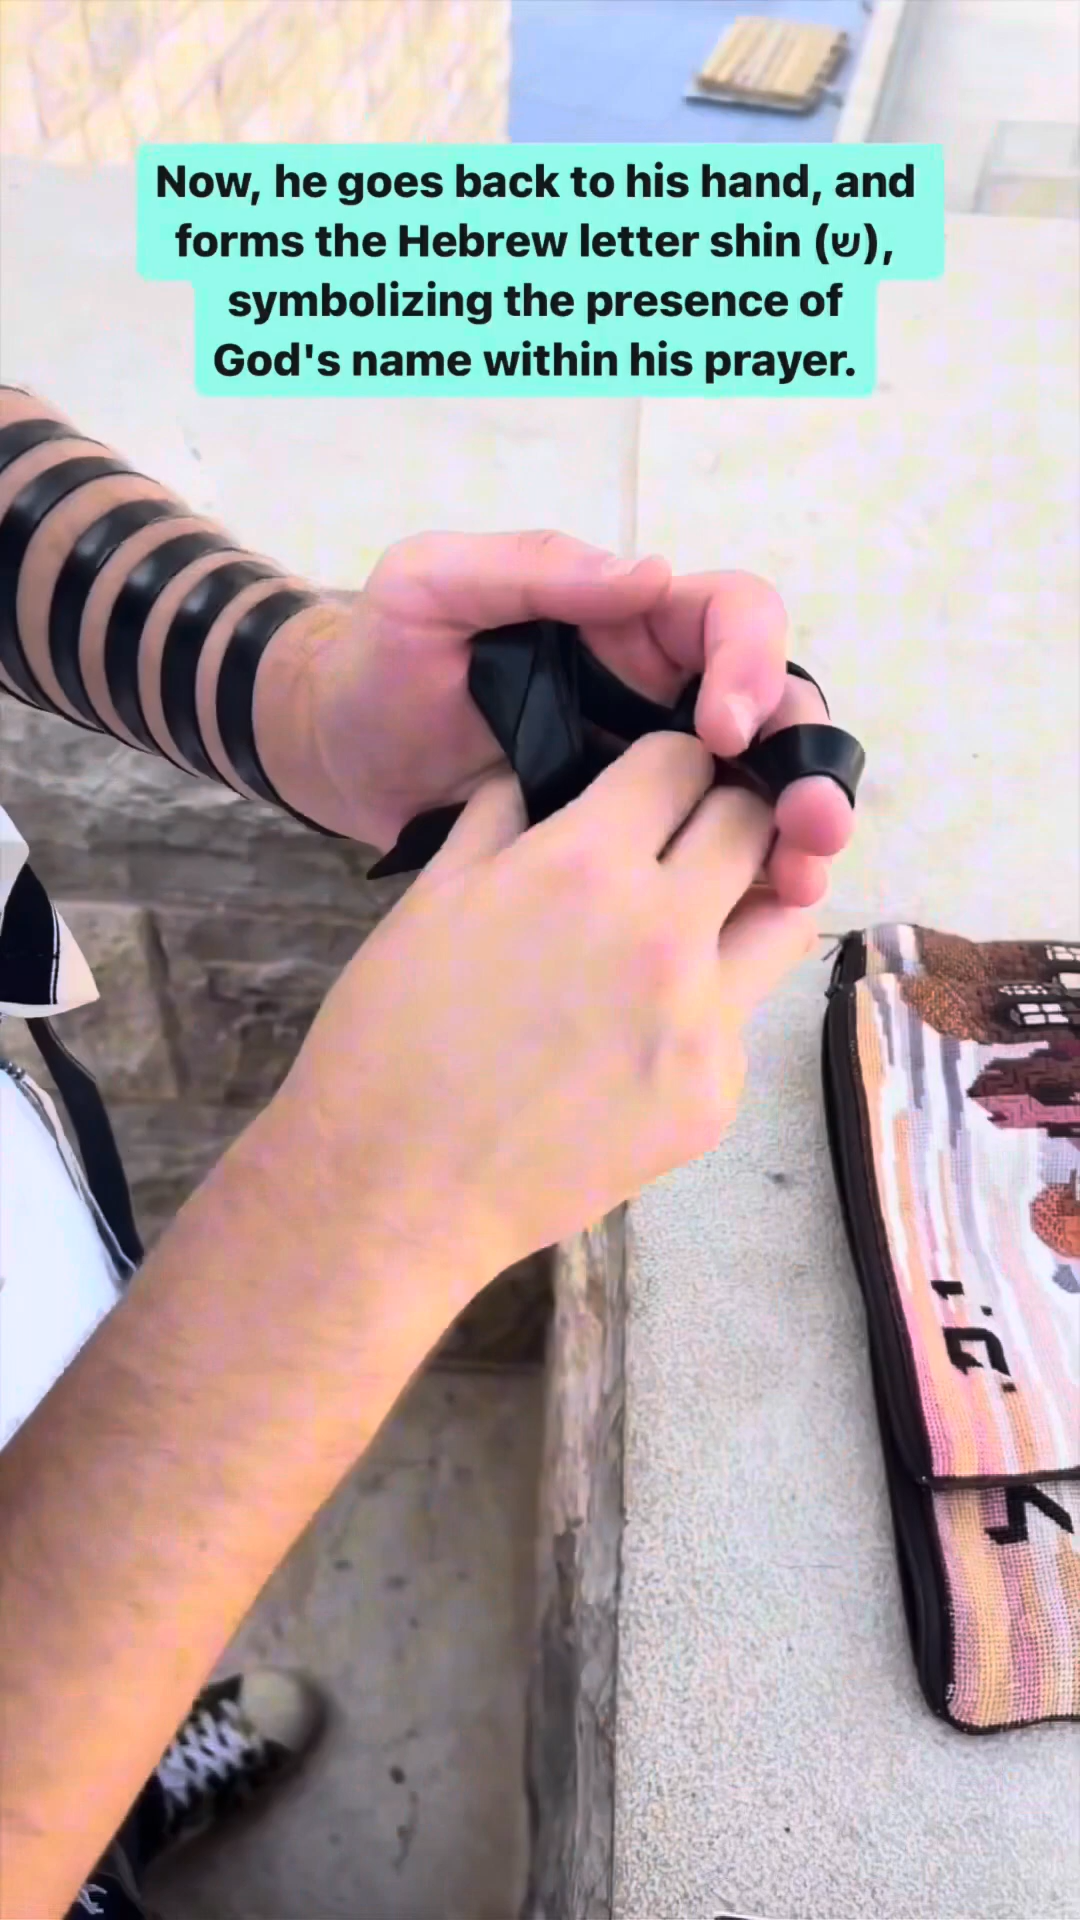 Now, he goes back to his hand, and
forms the Hebrew letter shin (ש),
symbolizing the presence of
God's name within his prayer.